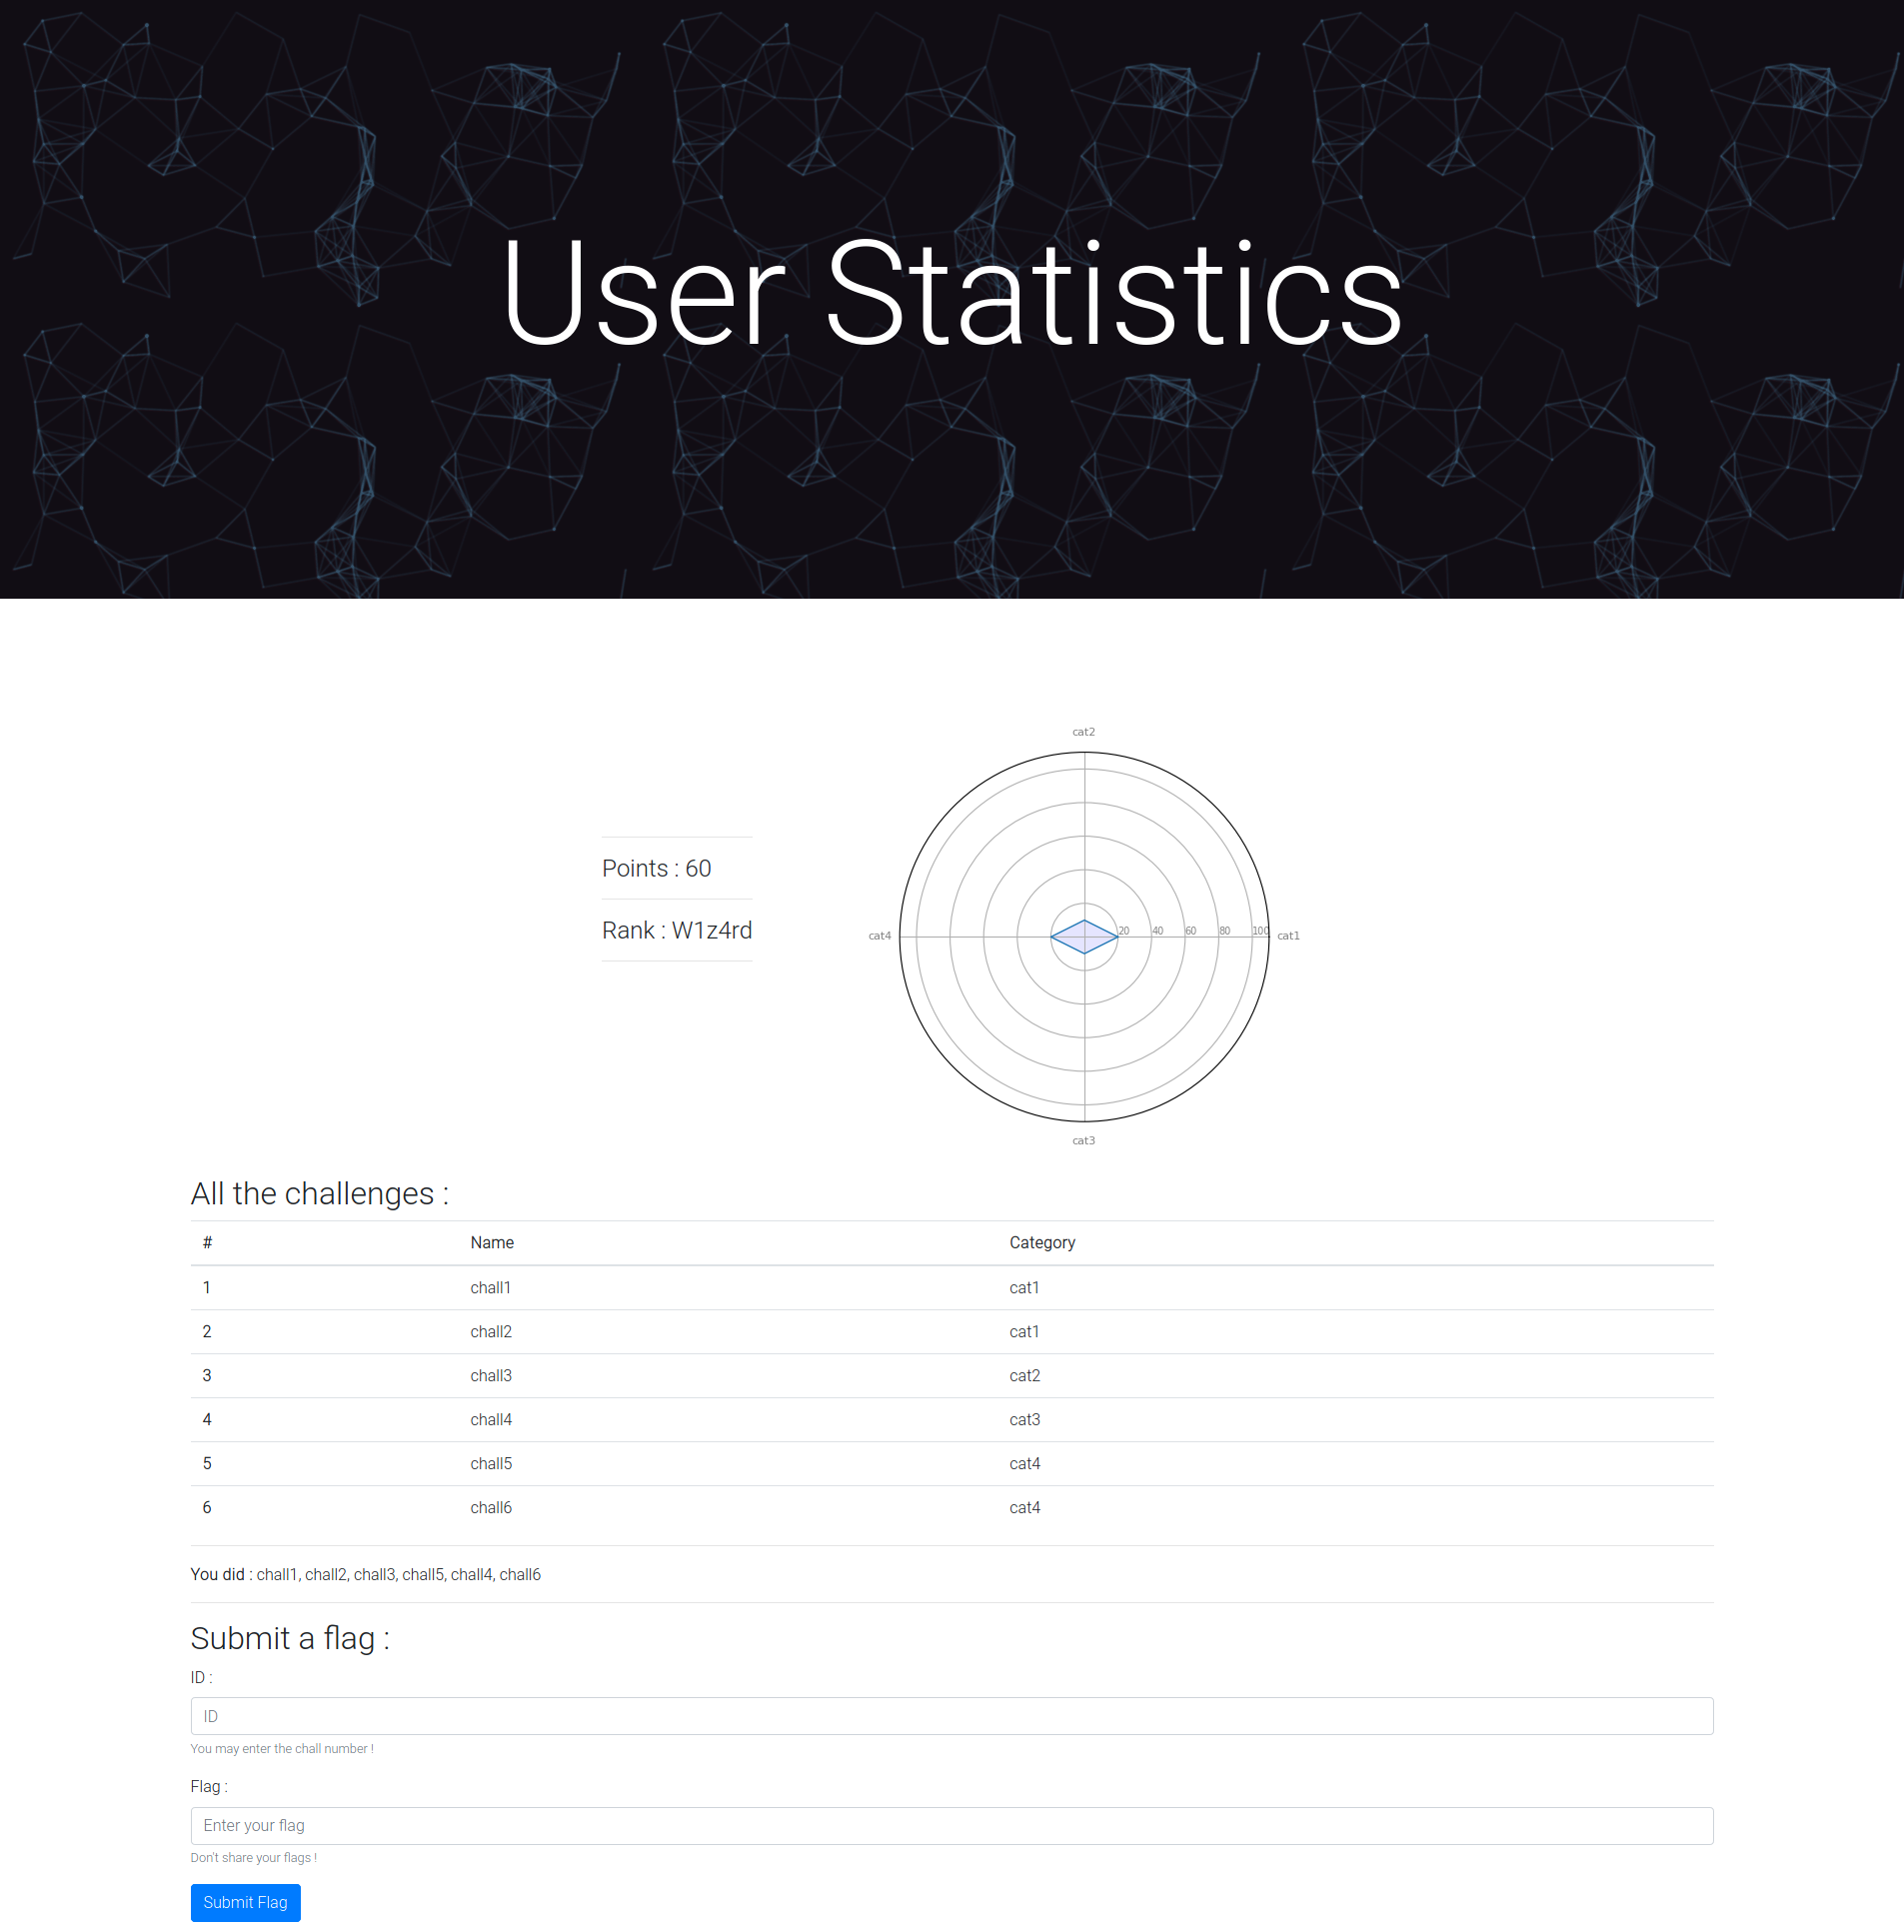 User Statistics
Points : 60
Rank : W1z4rd
cat2
cat4
20 40 60 80 100
cat1
cat3
All the challenges :
# Name Category
1 chall1 cat1
2 chall2 cat1
3 chall3 cat2
4 chall4 cat3
5 chall5 cat4
6 chall6 cat4
You did : chall1, chall2, chall3, chall5, chall4, chall6
Submit a flag :
ID :
ID
You may enter the chall number !
Flag :
Enter your flag
Don't share your flags !
Submit Flag